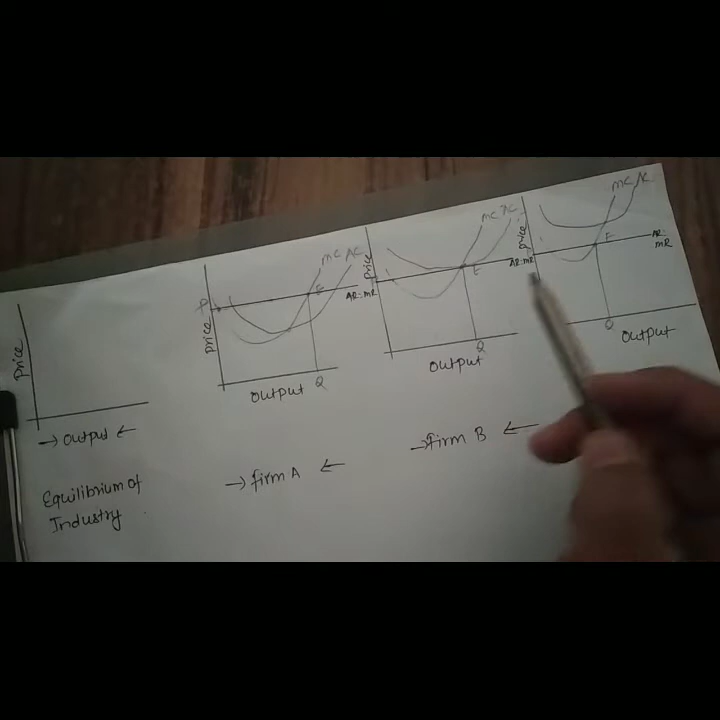 Price
→ Output ←
Equilibrium of
Industry
P
Price
MC AC
E
AR=MR
Output
Q
→ firm A ←
Price
MC AC
E
AR=MR
Output
Q
→ firm B ←
Price
MC AC
E
AR=
MR
Q
Output